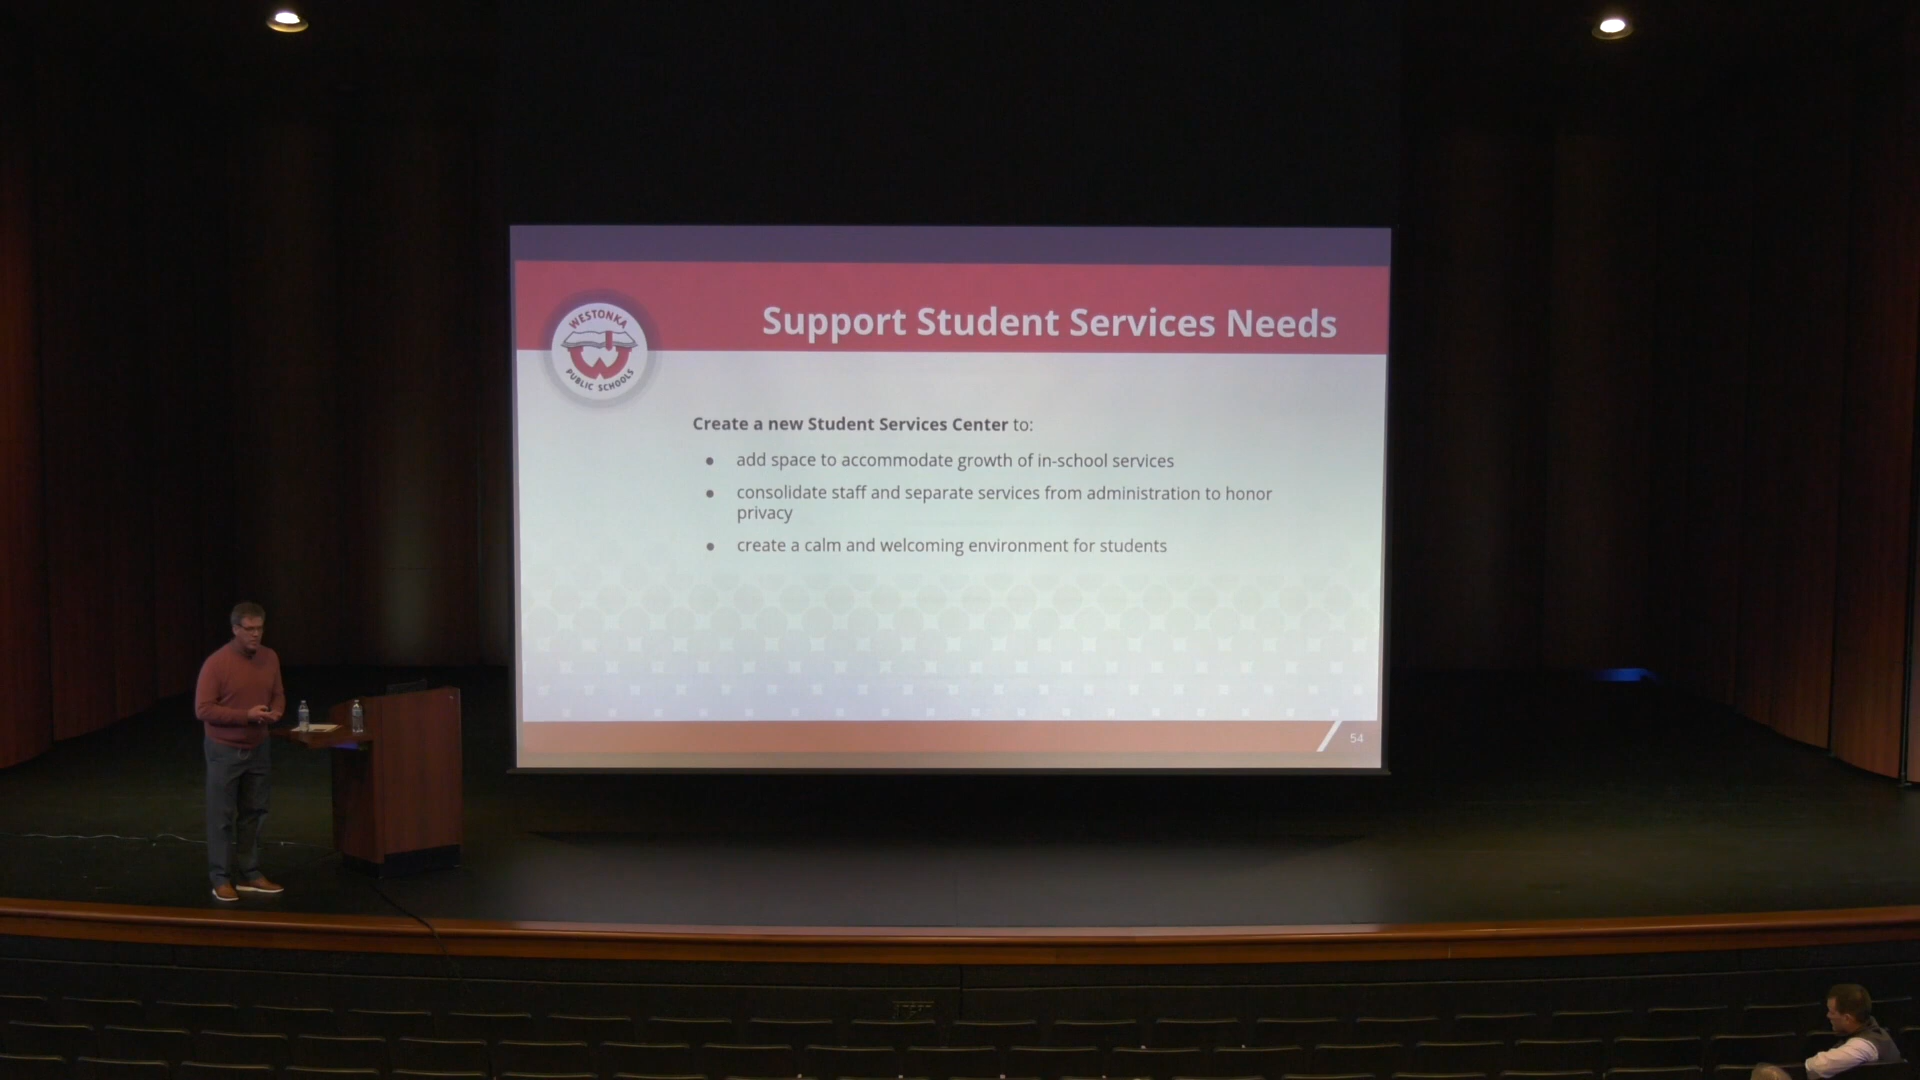 WESTONKA
PUBLIC SCHOOLS
Support Student Services Needs
Create a new Student Services Center to:
● add space to accommodate growth of in-school services
● consolidate staff and separate services from administration to honor
privacy
● create a calm and welcoming environment for students
54